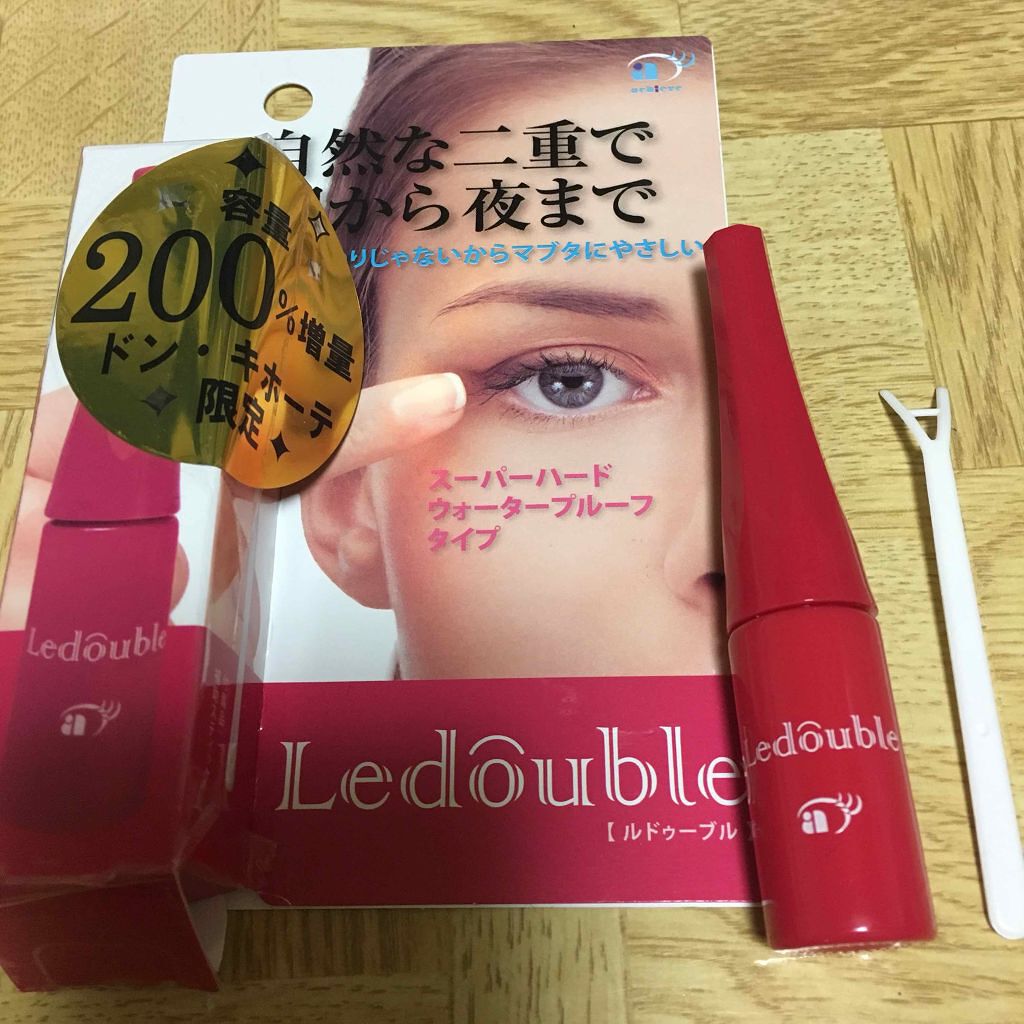 achieve
自然な二重で
から夜まで
りじゃないからマブタにやさしい
容量
200%増量
ドン・キホーテ
限定
スーパーハード
ウォータープルーフ
タイプ
Ledouble
a
Ledoûble
【ルドゥーブル】
Ledoûble
a